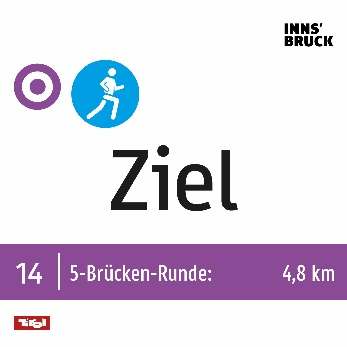 INNS'
BRUCK
Ziel
14 5-Brücken-Runde: 4,8 km
Tirol